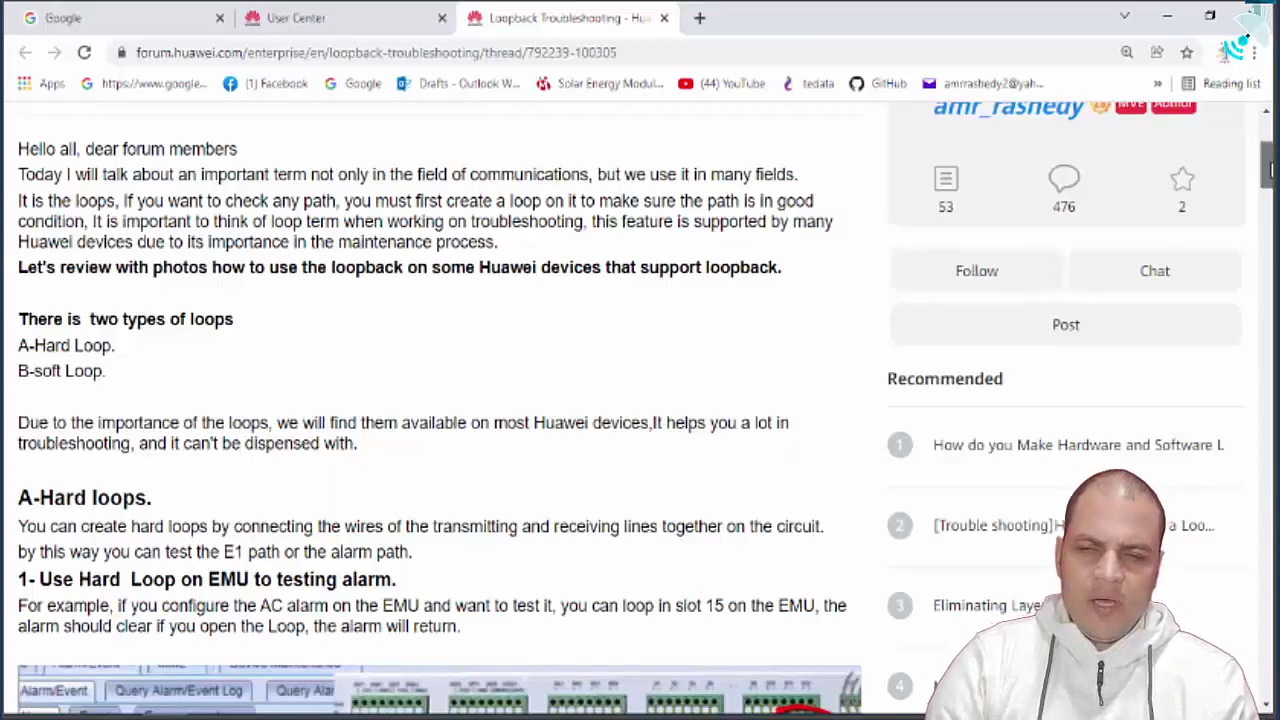 Google
User Center
Loopback Troubleshooting - Hu
forum.huawei.com/enterprise/en/loopback-troubleshooting/thread/792239-100305
Apps
https://www.google...
(1) Facebook
Google
Drafts - Outlook W...
Solar Energy Modul...
(44) YouTube
tedata
GitHub
amrrashedy2@yah...
»
Reading list
amr_rashedy
MVE
Author
Hello all, dear forum members
Today I will talk about an important term not only in the field of communications, but we use it in many fields.
It is the loops, If you want to check any path, you must first create a loop on it to make sure the path is in good
condition, It is important to think of loop term when working on troubleshooting, this feature is supported by many
Huawei devices due to its importance in the maintenance process.
Let's review with photos how to use the loopback on some Huawei devices that support loopback.
53
476
2
Follow
Chat
Post
There is two types of loops
A-Hard Loop.
B-soft Loop.
Due to the importance of the loops, we will find them available on most Huawei devices,It helps you a lot in
troubleshooting, and it can't be dispensed with.
A-Hard loops.
You can create hard loops by connecting the wires of the transmitting and receiving lines together on the circuit.
by this way you can test the E1 path or the alarm path.
1- Use Hard Loop on EMU to testing alarm.
For example, if you configure the AC alarm on the EMU and want to test it, you can loop in slot 15 on the EMU, the
alarm should clear if you open the Loop, the alarm will return.
Recommended
1
How do you Make Hardware and Software L
2
[Trouble shooting]H
a Loo...
3
Eliminating Laye
4
Alarm/Event
Query Alarm/Event Log
Query Alar